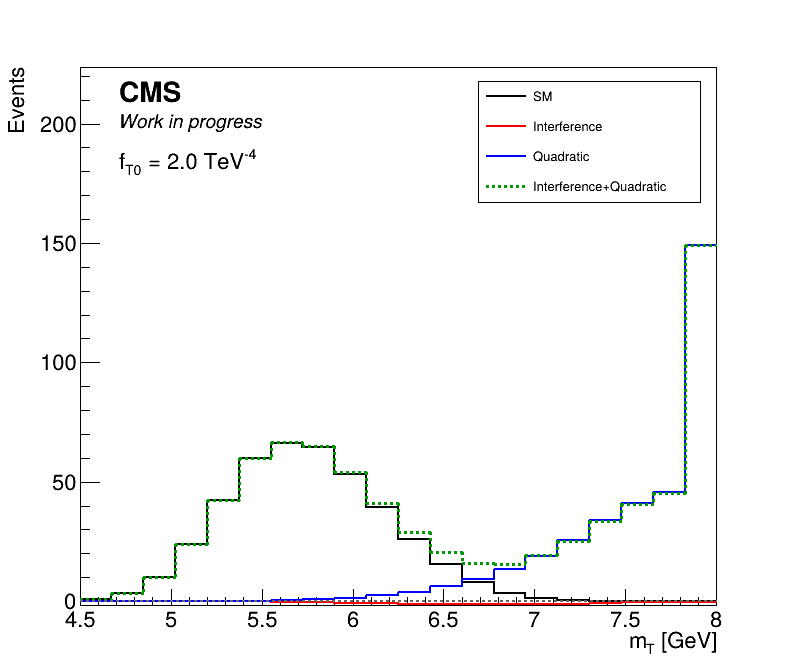 CMS
Work in progress
f_T0 = 2.0 TeV^-4
SM
Interference
Quadratic
Interference+Quadratic
Events
200
150
100
50
0
4.5 5 5.5 6 6.5 7 7.5 8
m_T [GeV]